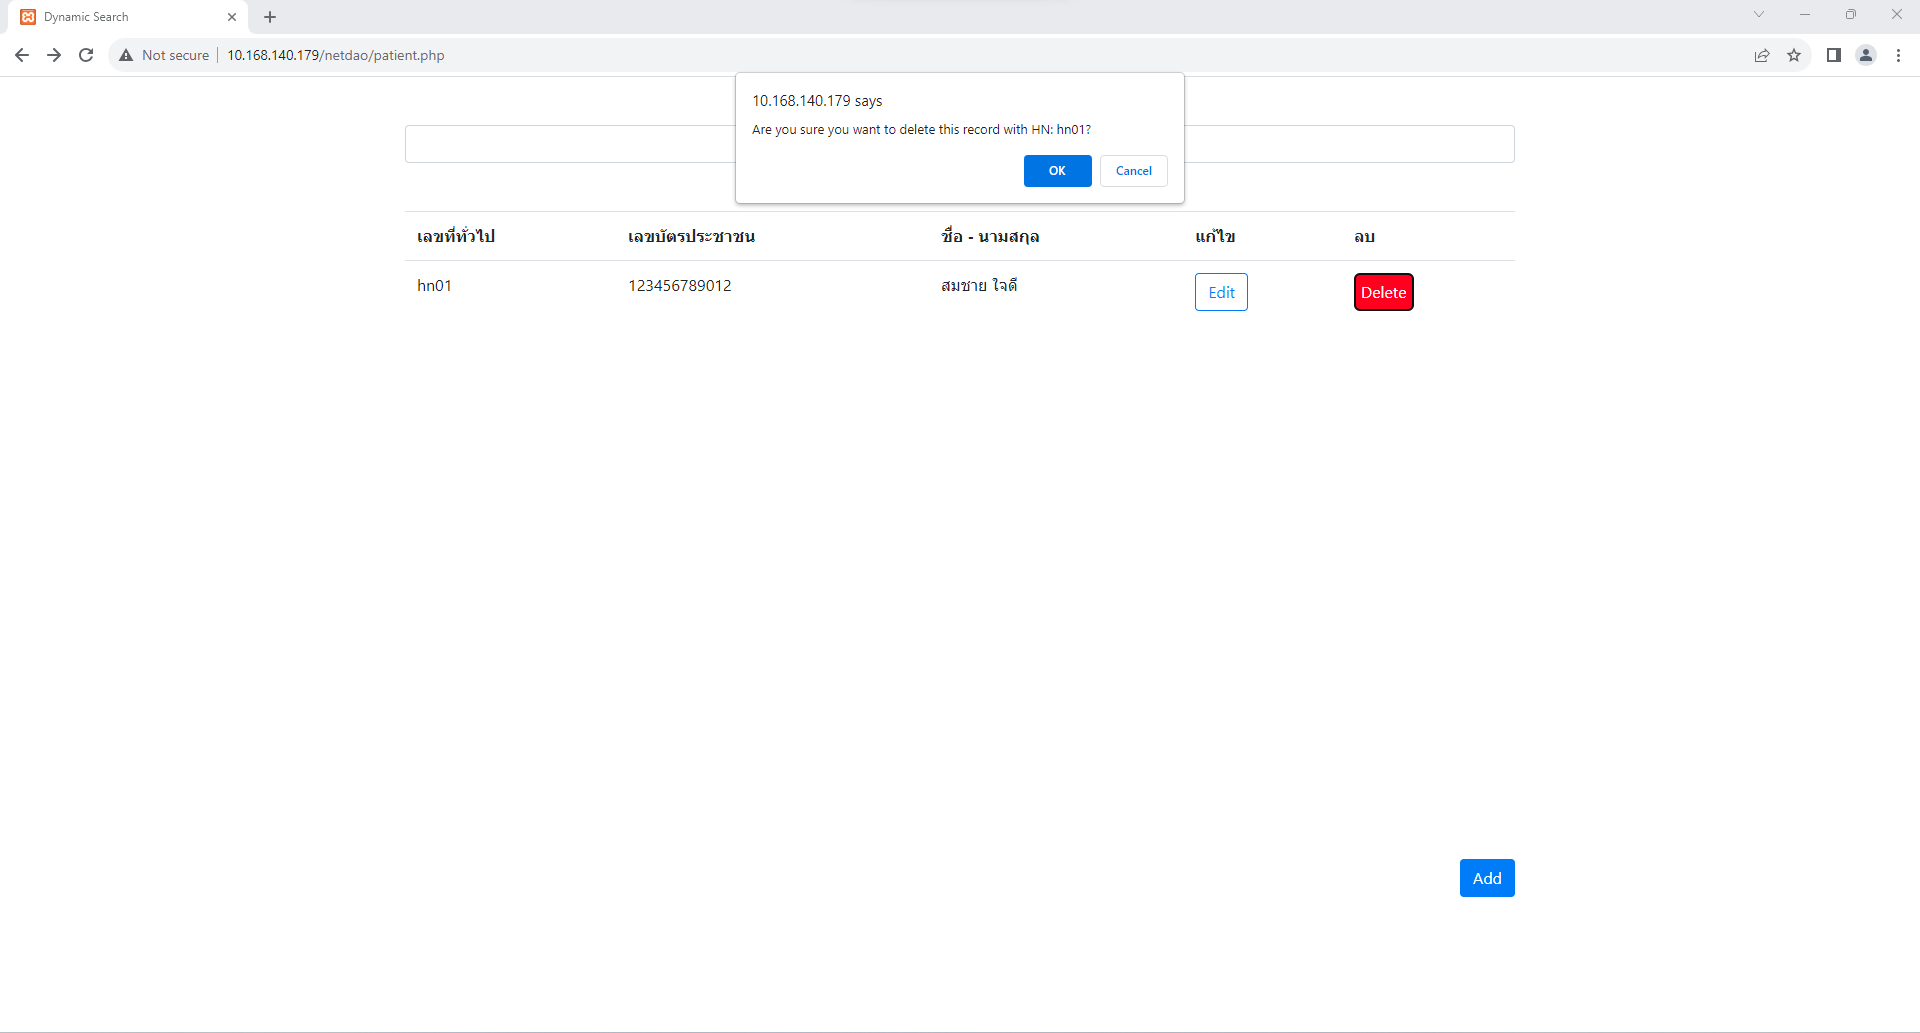 Dynamic Search
Not secure 10.168.140.179/netdao/patient.php
10.168.140.179 says
Are you sure you want to delete this record with HN: hn01?
OK Cancel
เลขที่ทั่วไป เลขบัตรประชาชน ชื่อ - นามสกุล แก้ไข ลบ
hn01 123456789012 สมชาย ใจดี Edit Delete
Add